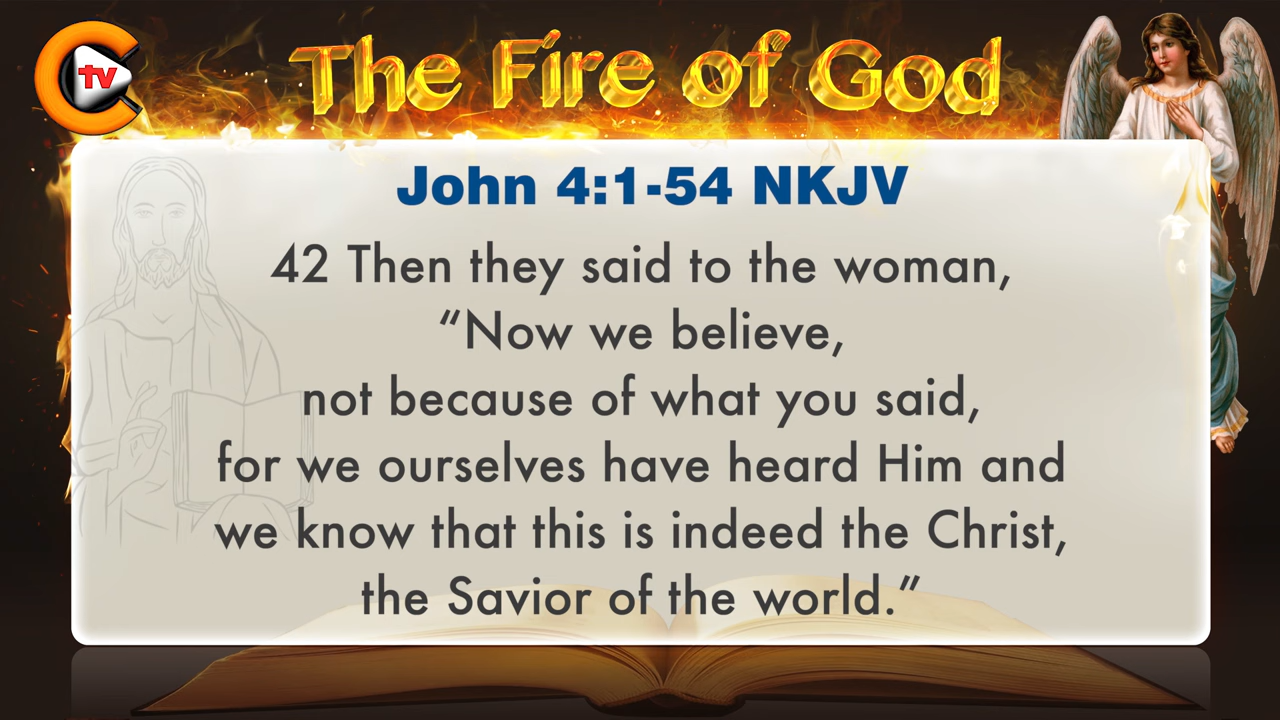 tv
The Fire of God
John 4:1-54 NKJV
42 Then they said to the woman,
“Now we believe,
not because of what you said,
for we ourselves have heard Him and
we know that this is indeed the Christ,
the Savior of the world.”